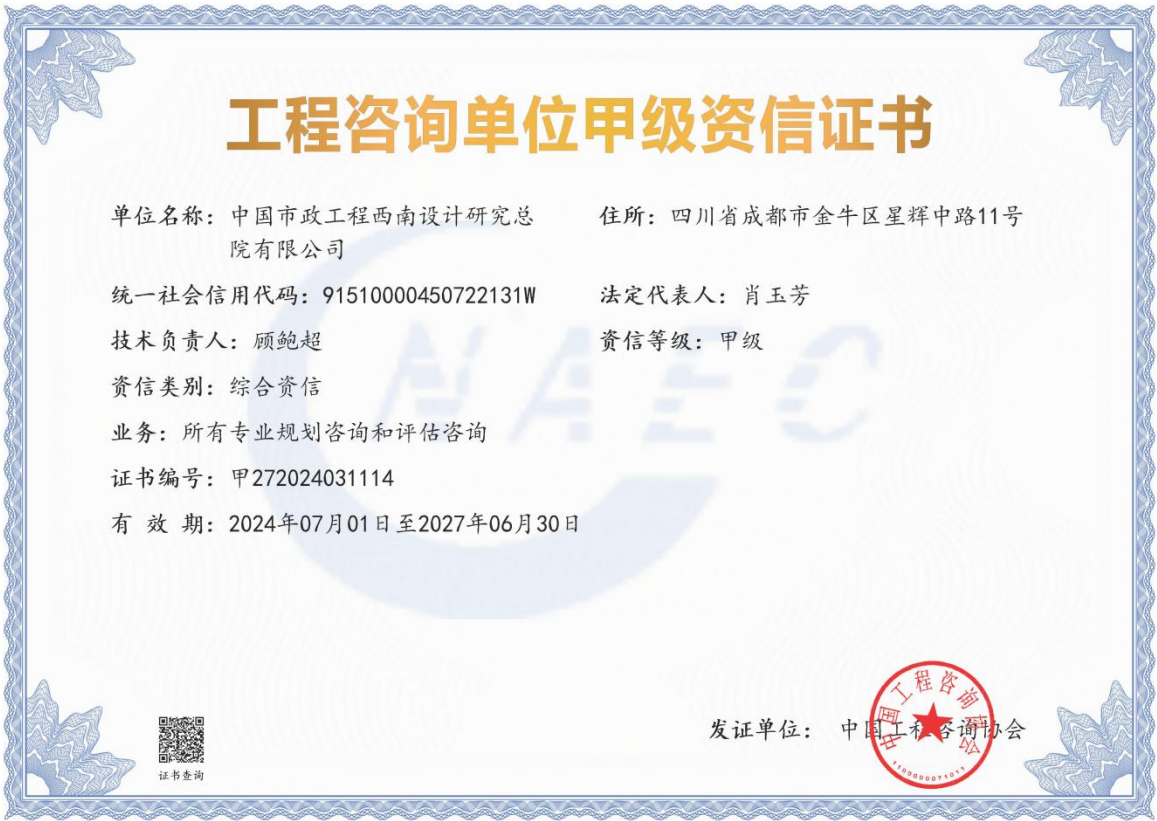 工程咨询单位甲级资信证书
单位名称：中国市政工程西南设计研究总
院有限公司
住所：四川省成都市金牛区星辉中路11号
统一社会信用代码：91510000450722131W
法定代表人：肖玉芳
技术负责人：顾鲍超
资信等级：甲级
资信类别：综合资信
业务：所有专业规划咨询和评估咨询
证书编号：甲272024031114
有 效 期：2024年07月01日至2027年06月30日
CNAEC
发证单位： 中国工程咨询协会
中国工程咨询协会
1100000071011
证书查询